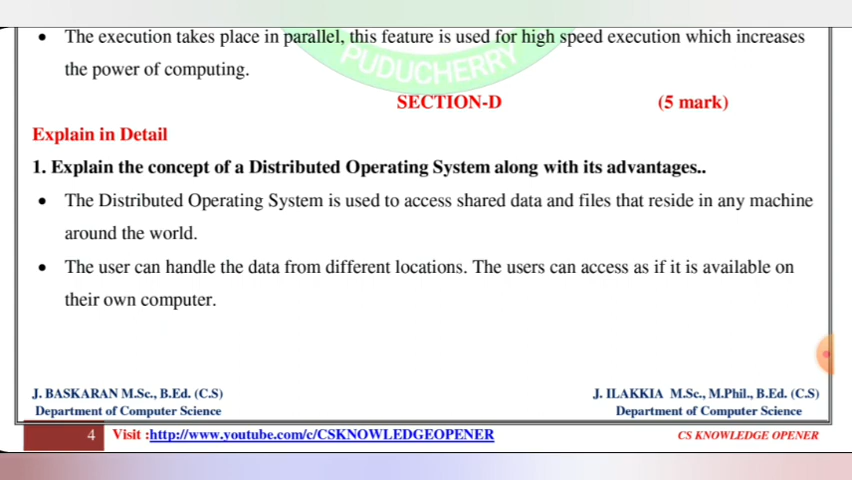 • The execution takes place in parallel, this feature is used for high speed execution which increases
the power of computing.
PUDUCHERRY
SECTION-D (5 mark)
Explain in Detail
1. Explain the concept of a Distributed Operating System along with its advantages..
• The Distributed Operating System is used to access shared data and files that reside in any machine
around the world.
• The user can handle the data from different locations. The users can access as if it is available on
their own computer.
J. BASKARAN M.Sc., B.Ed. (C.S) J. ILAKKIA M.Sc., M.Phil., B.Ed. (C.S)
Department of Computer Science Department of Computer Science
4 Visit :http://www.youtube.com/c/CSKNOWLEDGEOPENER CS KNOWLEDGE OPENER